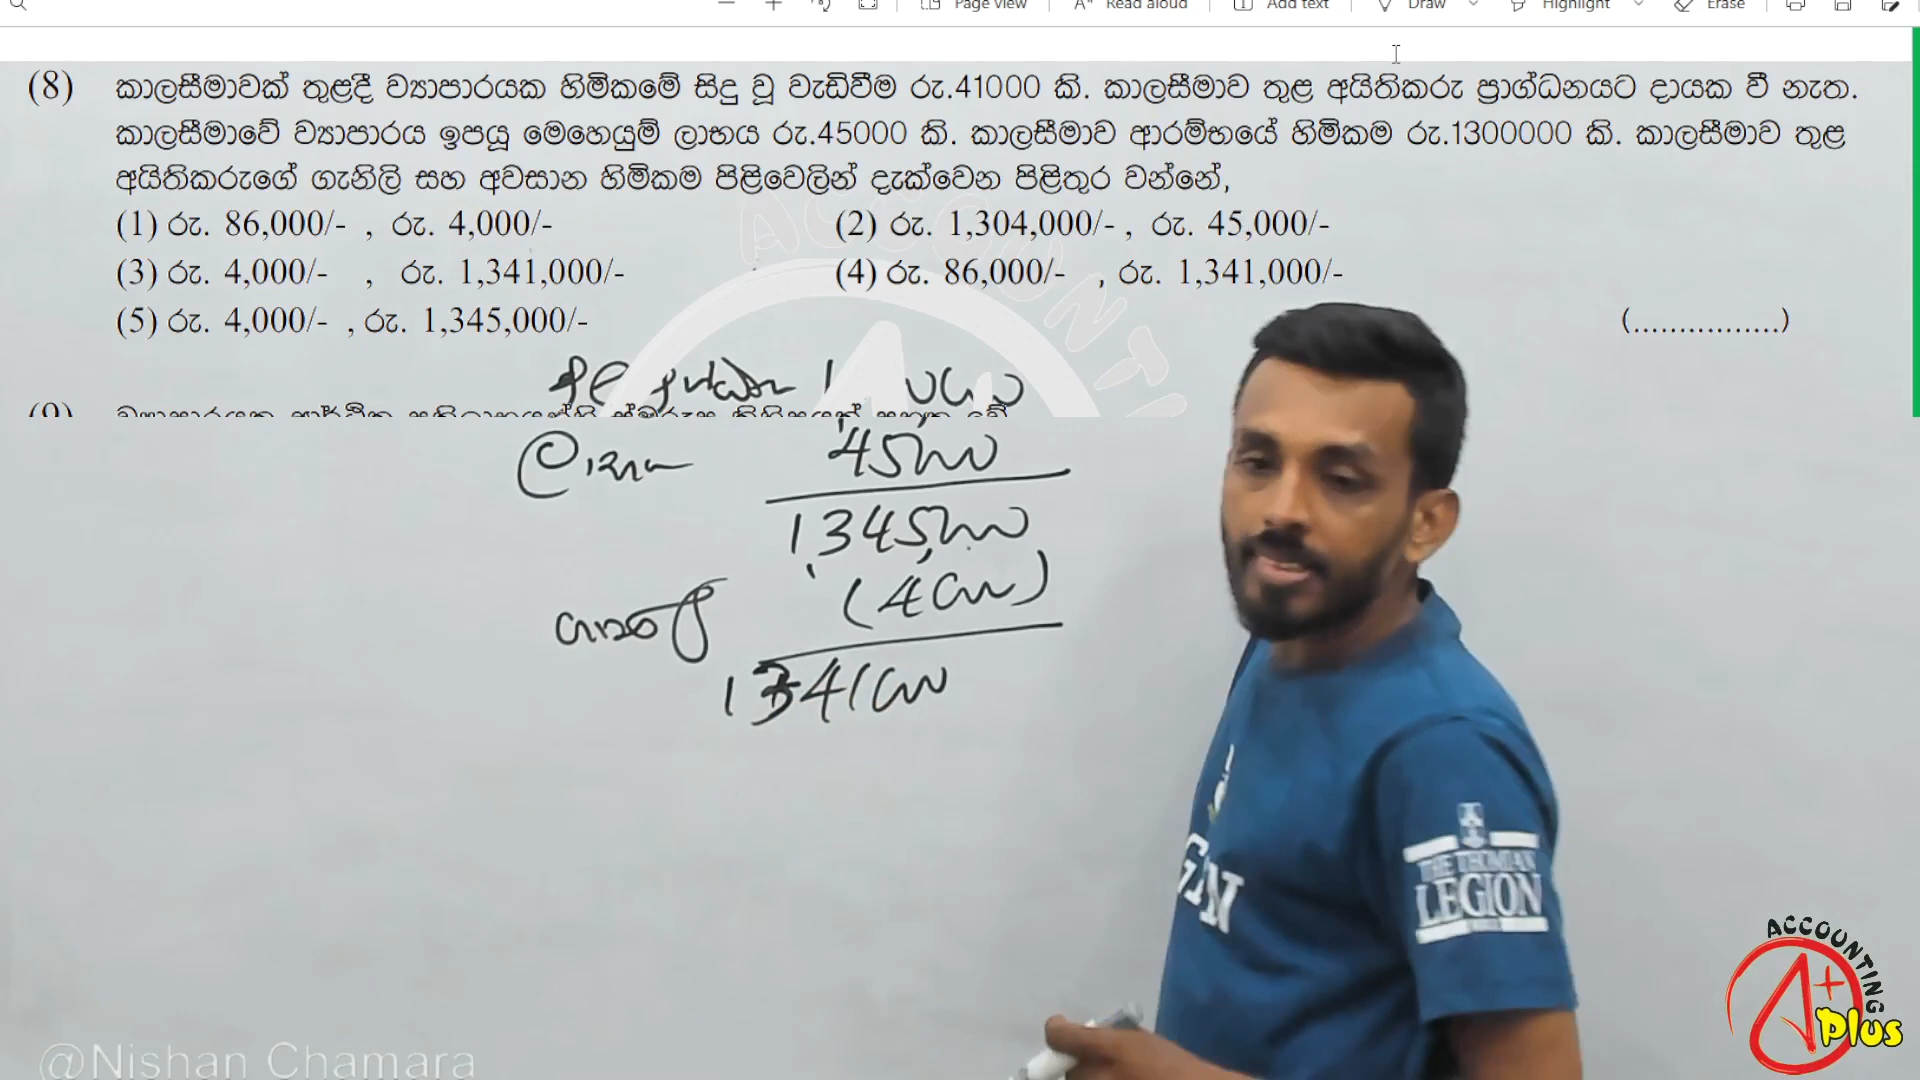 Page view
Read aloud
Add text
Draw
Highlight
Erase
(8) කාලසීමාවක් තුළදී ව්‍යාපාරයක හිමිකමේ සිදු වූ වැඩිවීම රු.41000 කි. කාලසීමාව තුළ අයිතිකරු ප්‍රාග්ධනයට දායක වී නැත.
කාලසීමාවේ ව්‍යාපාරය ඉපයූ මෙහෙයුම් ලාභය රු.45000 කි. කාලසීමාව ආරම්භයේ හිමිකම රු.1300000 කි. කාලසීමාව තුළ
අයිතිකරුගේ ගැනිලි සහ අවසාන හිමිකම පිළිවෙලින් දැක්වෙන පිළිතුර වන්නේ,
(1) රු. 86,000/- , රු. 4,000/- (2) රු. 1,304,000/- , රු. 45,000/-
(3) රු. 4,000/- , රු. 1,341,000/- (4) රු. 86,000/- , රු. 1,341,000/-
(5) රු. 4,000/- , රු. 1,345,000/- (................)
ලාභය 45000
1,345,000
(4000)
1341000
THE THOMIAN
LEGION
ACCOUNTING
A+
Plus
@Nishan Chamara